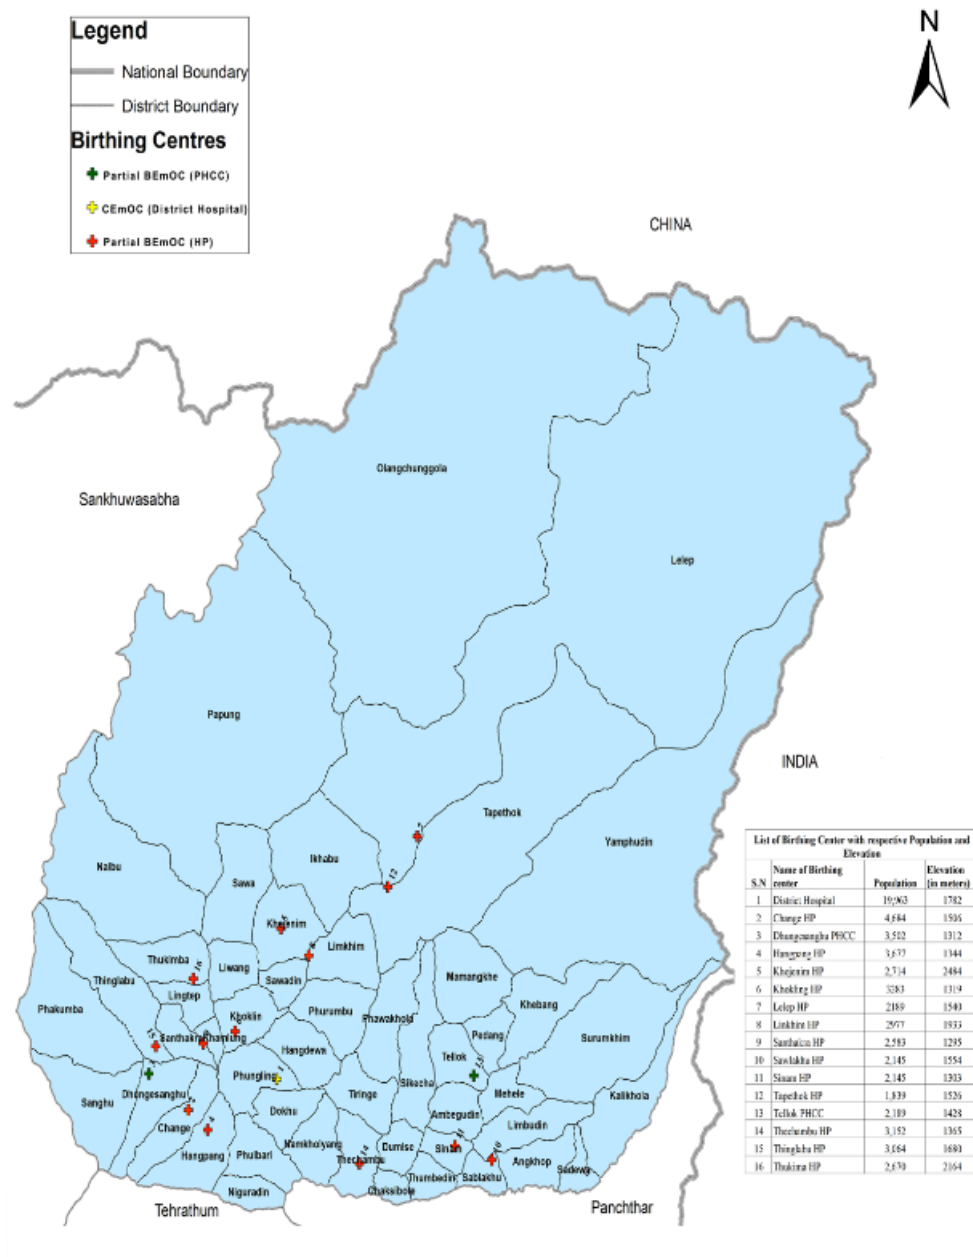 N
Legend
National Boundary
District Boundary
Birthing Centres
Partial BEmOC (PHCC)
CEmOC (District Hospital)
Partial BEmOC (HP)
CHINA
Olangchunggola
Sankhuwasabha
Lelep
Papung
INDIA
Tapethok
7
Yamphudin
Ikhabu
Nalbu
12
Sawa
Khejenim
Limkhim
Thukimba
Liwang
Mamangkhe
Thinglabu
Sawadin
Lingtep
Khebang
Phakumba
Khoklin
Phurumbu
Phawakhola
Santhakra
Khamlung
Pedang
Surumkhim
Hangdewa
Tellok
Phungling
Sikecha
Dhungesanghu
Tiringe
Mehele
Kalikhola
Sanghu
Dokhu
Ambegudin
Change
Limbudin
Namkholyang
Dumise
Sinam
Hangpang
Phulbari
Thechambu
Angkhop
Sadewa
Thumbedin
Sablakhu
Niguradin
Chaksibote
Tehrathum
Panchthar
List of Birthing Center with respective Population and
Elevation
S.N Name of Birthing center Population Elevation (in meters)
1 District Hospital 19,963 1782
2 Change HP 4,684 1506
3 Dhungesanghu PHCC 3,502 1312
4 Hangpang HP 3,677 1344
5 Khejenim HP 2,714 2484
6 Khokling HP 3283 1319
7 Lelep HP 2189 1540
8 Linkhim HP 2977 1933
9 Santhakra HP 2,583 1295
10 Sawlakhu HP 2,145 1554
11 Sinam HP 2,145 1303
12 Tapethok HP 1,839 1526
13 Tellok PHCC 2,189 1428
14 Thechambu HP 3,152 1365
15 Thinglabu HP 3,064 1680
16 Thukima HP 2,670 2164